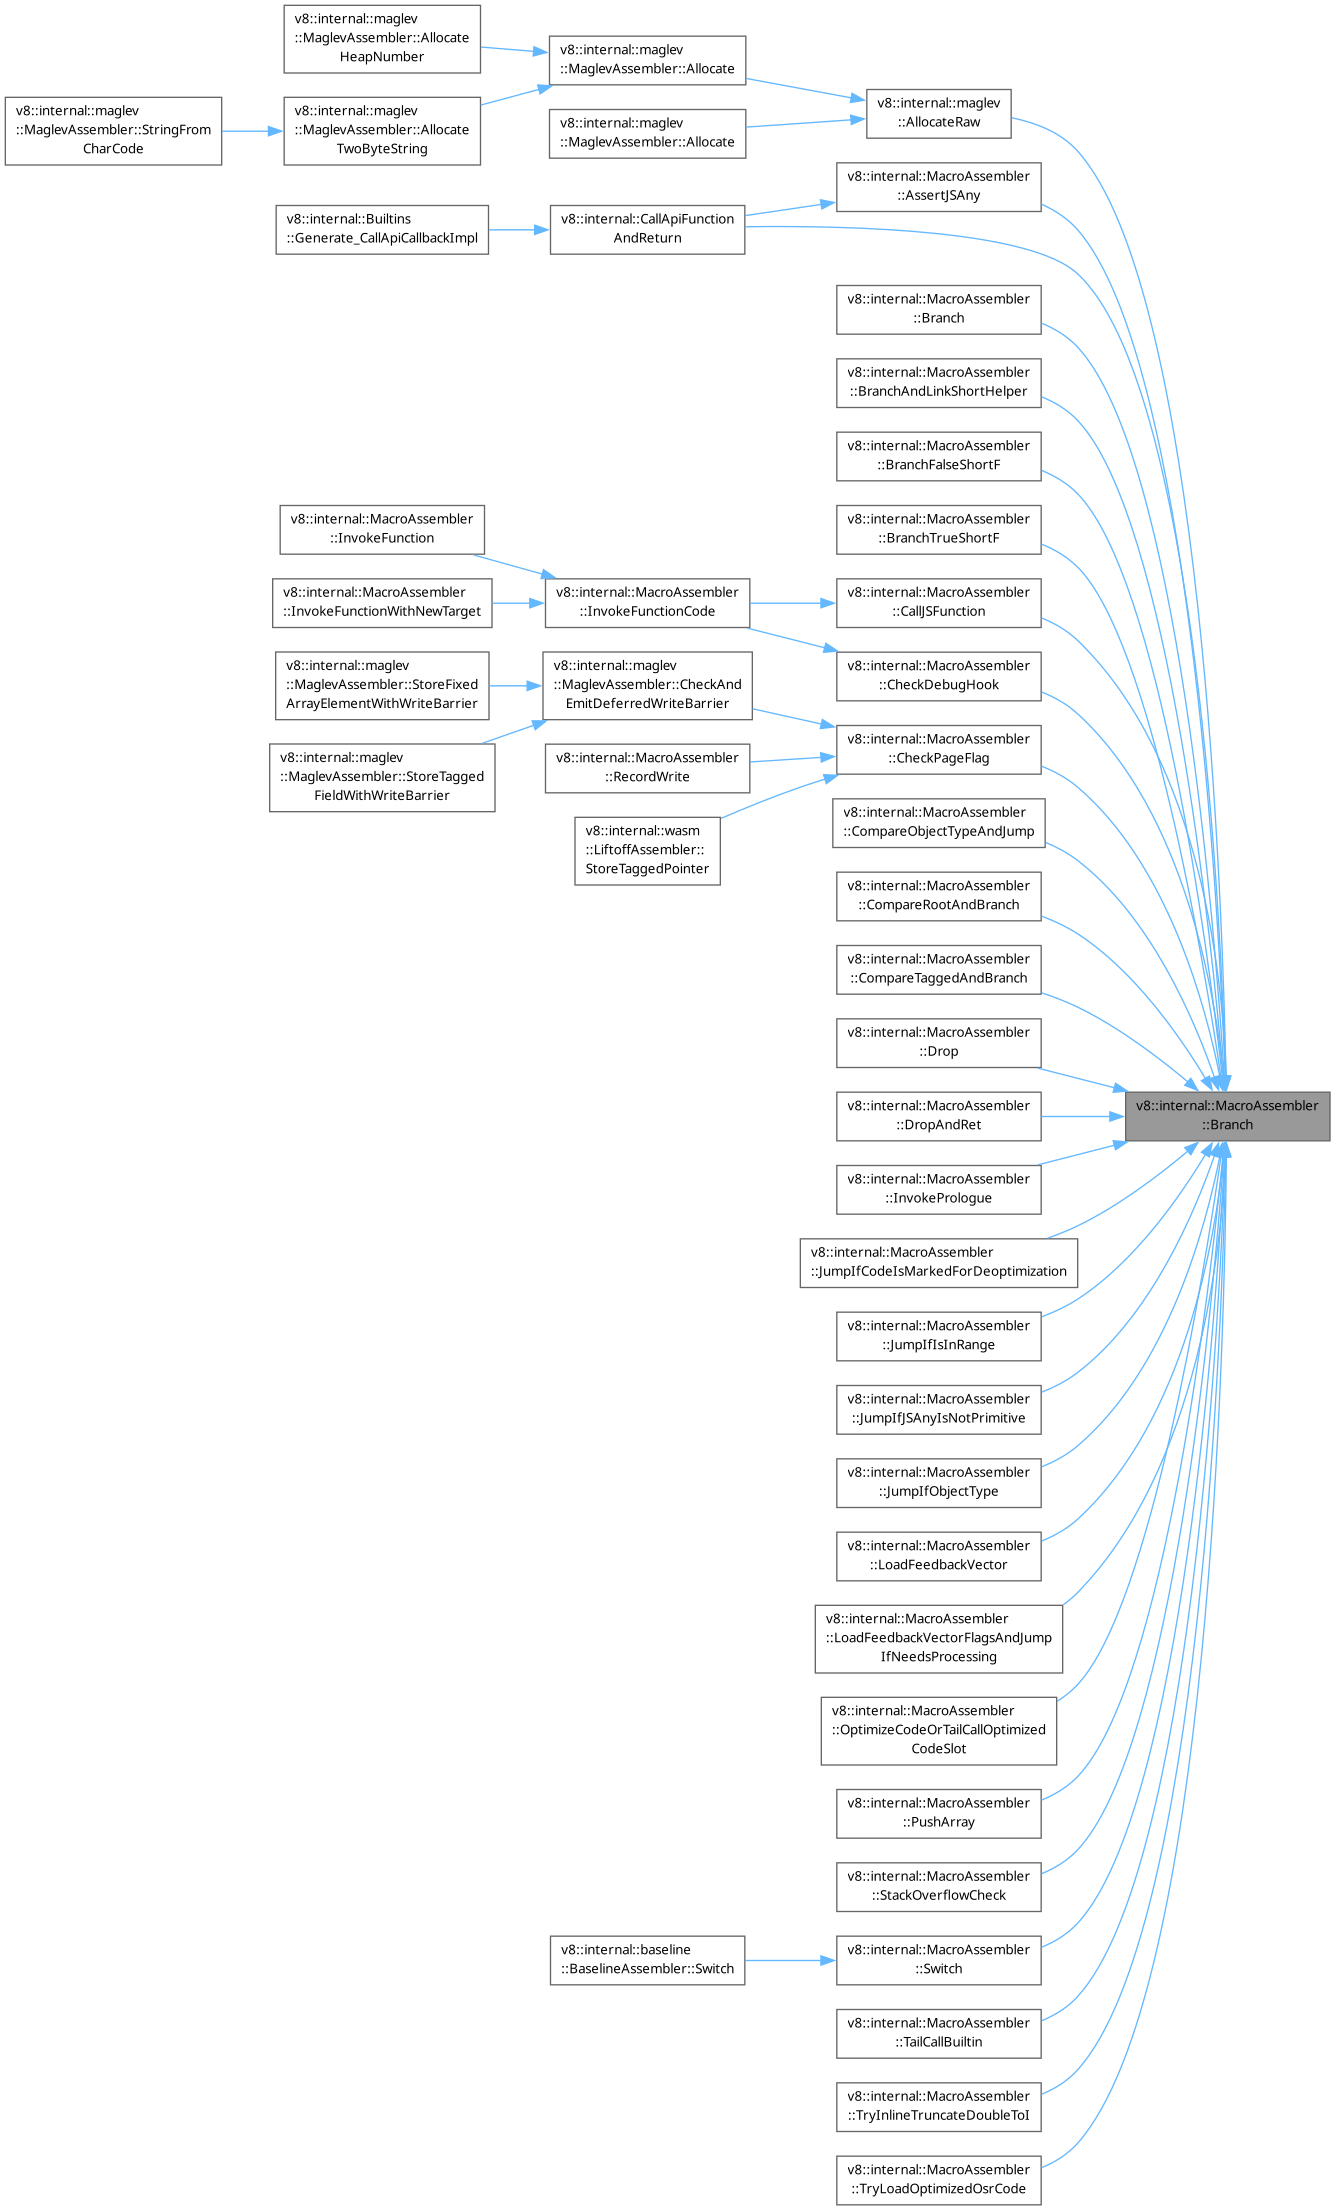 v8::internal::maglev
::MaglevAssembler::Allocate
HeapNumber
v8::internal::maglev
::MaglevAssembler::Allocate
v8::internal::maglev
::AllocateRaw
v8::internal::maglev
::MaglevAssembler::StringFrom
CharCode
v8::internal::maglev
::MaglevAssembler::Allocate
TwoByteString
v8::internal::maglev
::MaglevAssembler::Allocate
v8::internal::MacroAssembler
::AssertJSAny
v8::internal::Builtins
::Generate_CallApiCallbackImpl
v8::internal::CallApiFunction
AndReturn
v8::internal::MacroAssembler
::Branch
v8::internal::MacroAssembler
::BranchAndLinkShortHelper
v8::internal::MacroAssembler
::BranchFalseShortF
v8::internal::MacroAssembler
::InvokeFunction
v8::internal::MacroAssembler
::BranchTrueShortF
v8::internal::MacroAssembler
::InvokeFunctionWithNewTarget
v8::internal::MacroAssembler
::InvokeFunctionCode
v8::internal::MacroAssembler
::CallJSFunction
v8::internal::maglev
::MaglevAssembler::StoreFixed
ArrayElementWithWriteBarrier
v8::internal::maglev
::MaglevAssembler::CheckAnd
EmitDeferredWriteBarrier
v8::internal::MacroAssembler
::CheckDebugHook
v8::internal::maglev
::MaglevAssembler::StoreTagged
FieldWithWriteBarrier
v8::internal::MacroAssembler
::RecordWrite
v8::internal::MacroAssembler
::CheckPageFlag
v8::internal::wasm
::LiftoffAssembler::
StoreTaggedPointer
v8::internal::MacroAssembler
::CompareObjectTypeAndJump
v8::internal::MacroAssembler
::CompareRootAndBranch
v8::internal::MacroAssembler
::CompareTaggedAndBranch
v8::internal::MacroAssembler
::Drop
v8::internal::MacroAssembler
::DropAndRet
v8::internal::MacroAssembler
::Branch
v8::internal::MacroAssembler
::InvokePrologue
v8::internal::MacroAssembler
::JumpIfCodeIsMarkedForDeoptimization
v8::internal::MacroAssembler
::JumpIfIsInRange
v8::internal::MacroAssembler
::JumpIfJSAnyIsNotPrimitive
v8::internal::MacroAssembler
::JumpIfObjectType
v8::internal::MacroAssembler
::LoadFeedbackVector
v8::internal::MacroAssembler
::LoadFeedbackVectorFlagsAndJump
IfNeedsProcessing
v8::internal::MacroAssembler
::OptimizeCodeOrTailCallOptimized
CodeSlot
v8::internal::MacroAssembler
::PushArray
v8::internal::MacroAssembler
::StackOverflowCheck
v8::internal::baseline
::BaselineAssembler::Switch
v8::internal::MacroAssembler
::Switch
v8::internal::MacroAssembler
::TailCallBuiltin
v8::internal::MacroAssembler
::TryInlineTruncateDoubleToI
v8::internal::MacroAssembler
::TryLoadOptimizedOsrCode